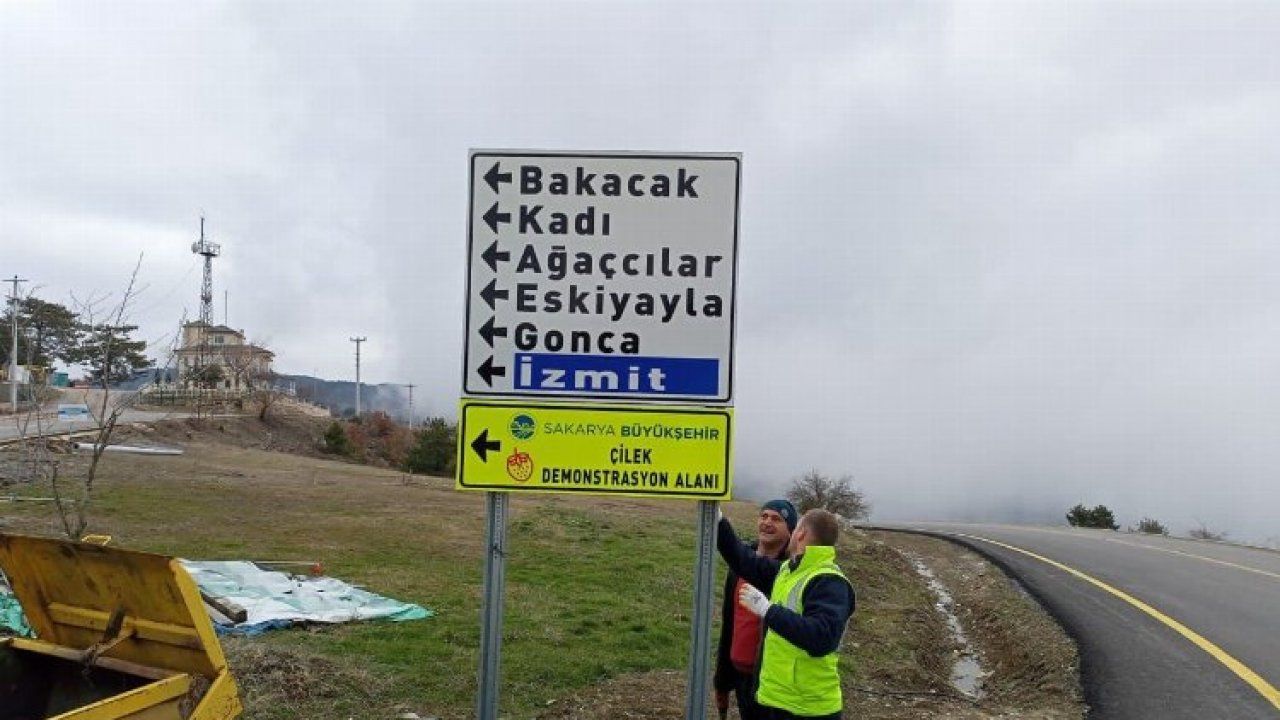 Bakacak
Kadı
Ağaççılar
Eskiyayla
Gonca
İzmit
SAKARYA BÜYÜKŞEHİR
ÇİLEK
DEMONSTRASYON ALANI